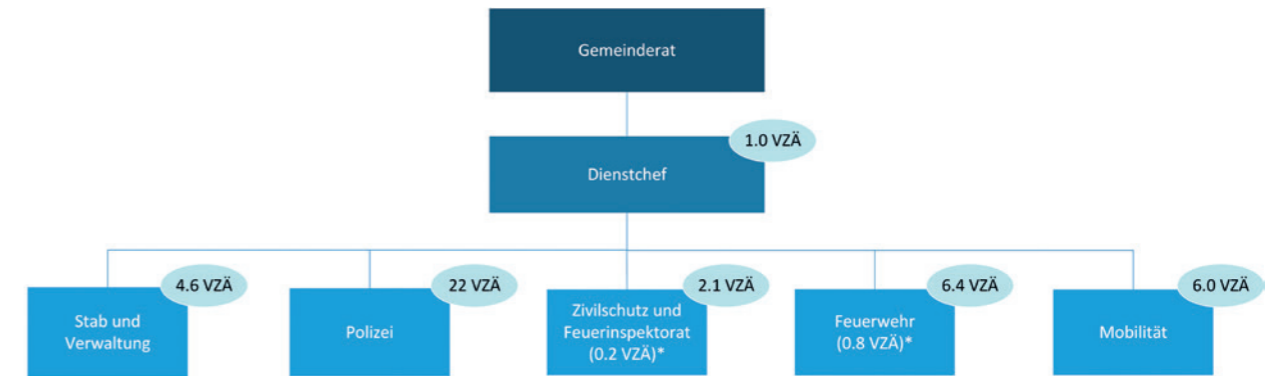 Gemeinderat
1.0 VZÄ
Dienstchef
4.6 VZÄ
Stab und
Verwaltung
22 VZÄ
Polizei
2.1 VZÄ
Zivilschutz und
Feuerinspektorat
(0.2 VZÄ)*
6.4 VZÄ
Feuerwehr
(0.8 VZÄ)*
6.0 VZÄ
Mobilität